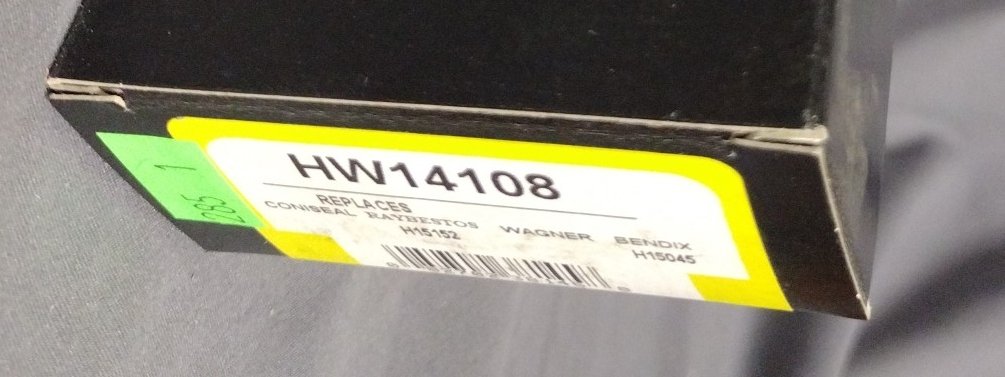 HW14108
REPLACES
CONISEAL RAYBESTOS WAGNER BENDIX
H15152 H15045
285 1